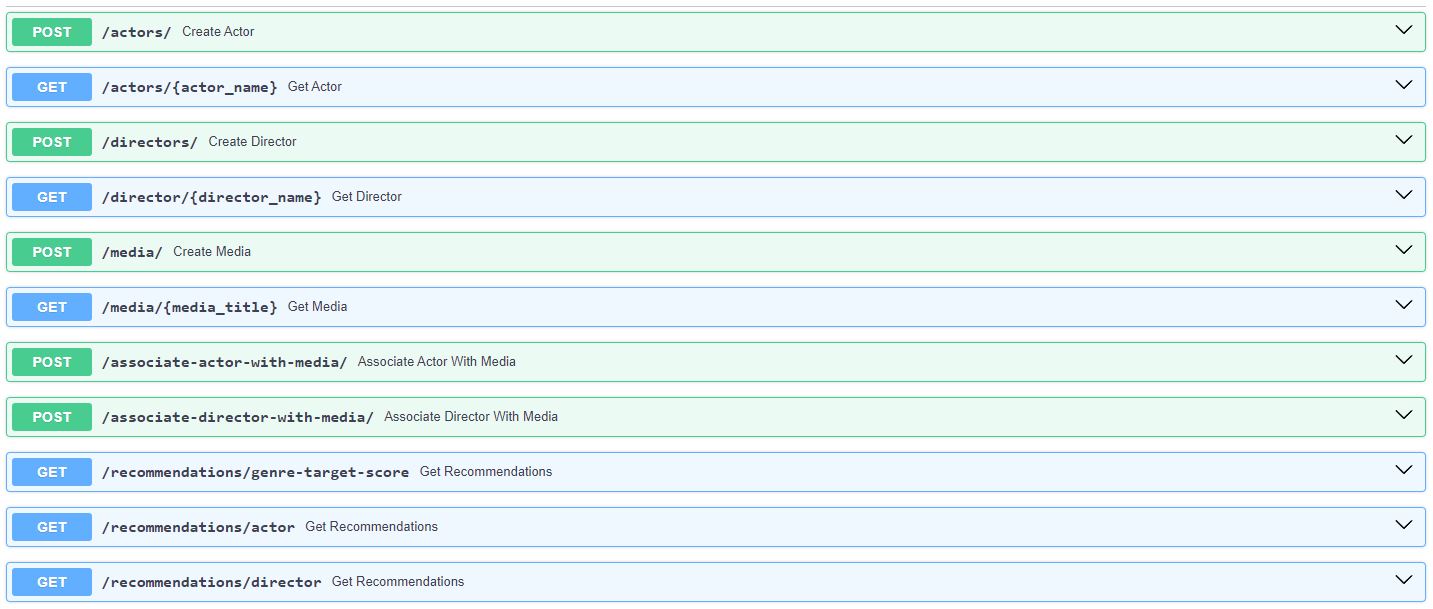 POST /actors/ Create Actor
GET /actors/{actor_name} Get Actor
POST /directors/ Create Director
GET /director/{director_name} Get Director
POST /media/ Create Media
GET /media/{media_title} Get Media
POST /associate-actor-with-media/ Associate Actor With Media
POST /associate-director-with-media/ Associate Director With Media
GET /recommendations/genre-target-score Get Recommendations
GET /recommendations/actor Get Recommendations
GET /recommendations/director Get Recommendations